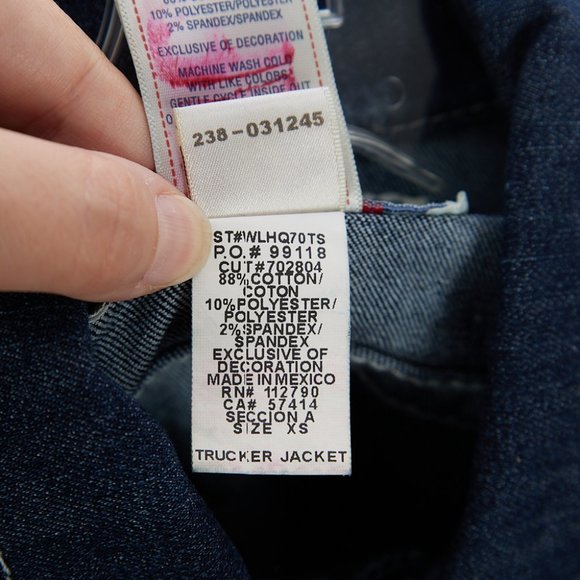 10% POLYESTER/POLYESTER
2% SPANDEX/SPANDEX
EXCLUSIVE OF DECORATION
MACHINE WASH COLD
WITH LIKE COLORS
GENTLE CYCLE INSIDE OUT
238-031245
ST#WLHQ70TS
P.O.# 99118
CUT#702804
88%COTTON/
COTON
10%POLYESTER/
POLYESTER
2%SPANDEX/
SPANDEX
EXCLUSIVE OF
DECORATION
MADE IN MEXICO
RN# 112790
CA# 57414
SECCION A
SIZE XS
TRUCKER JACKET